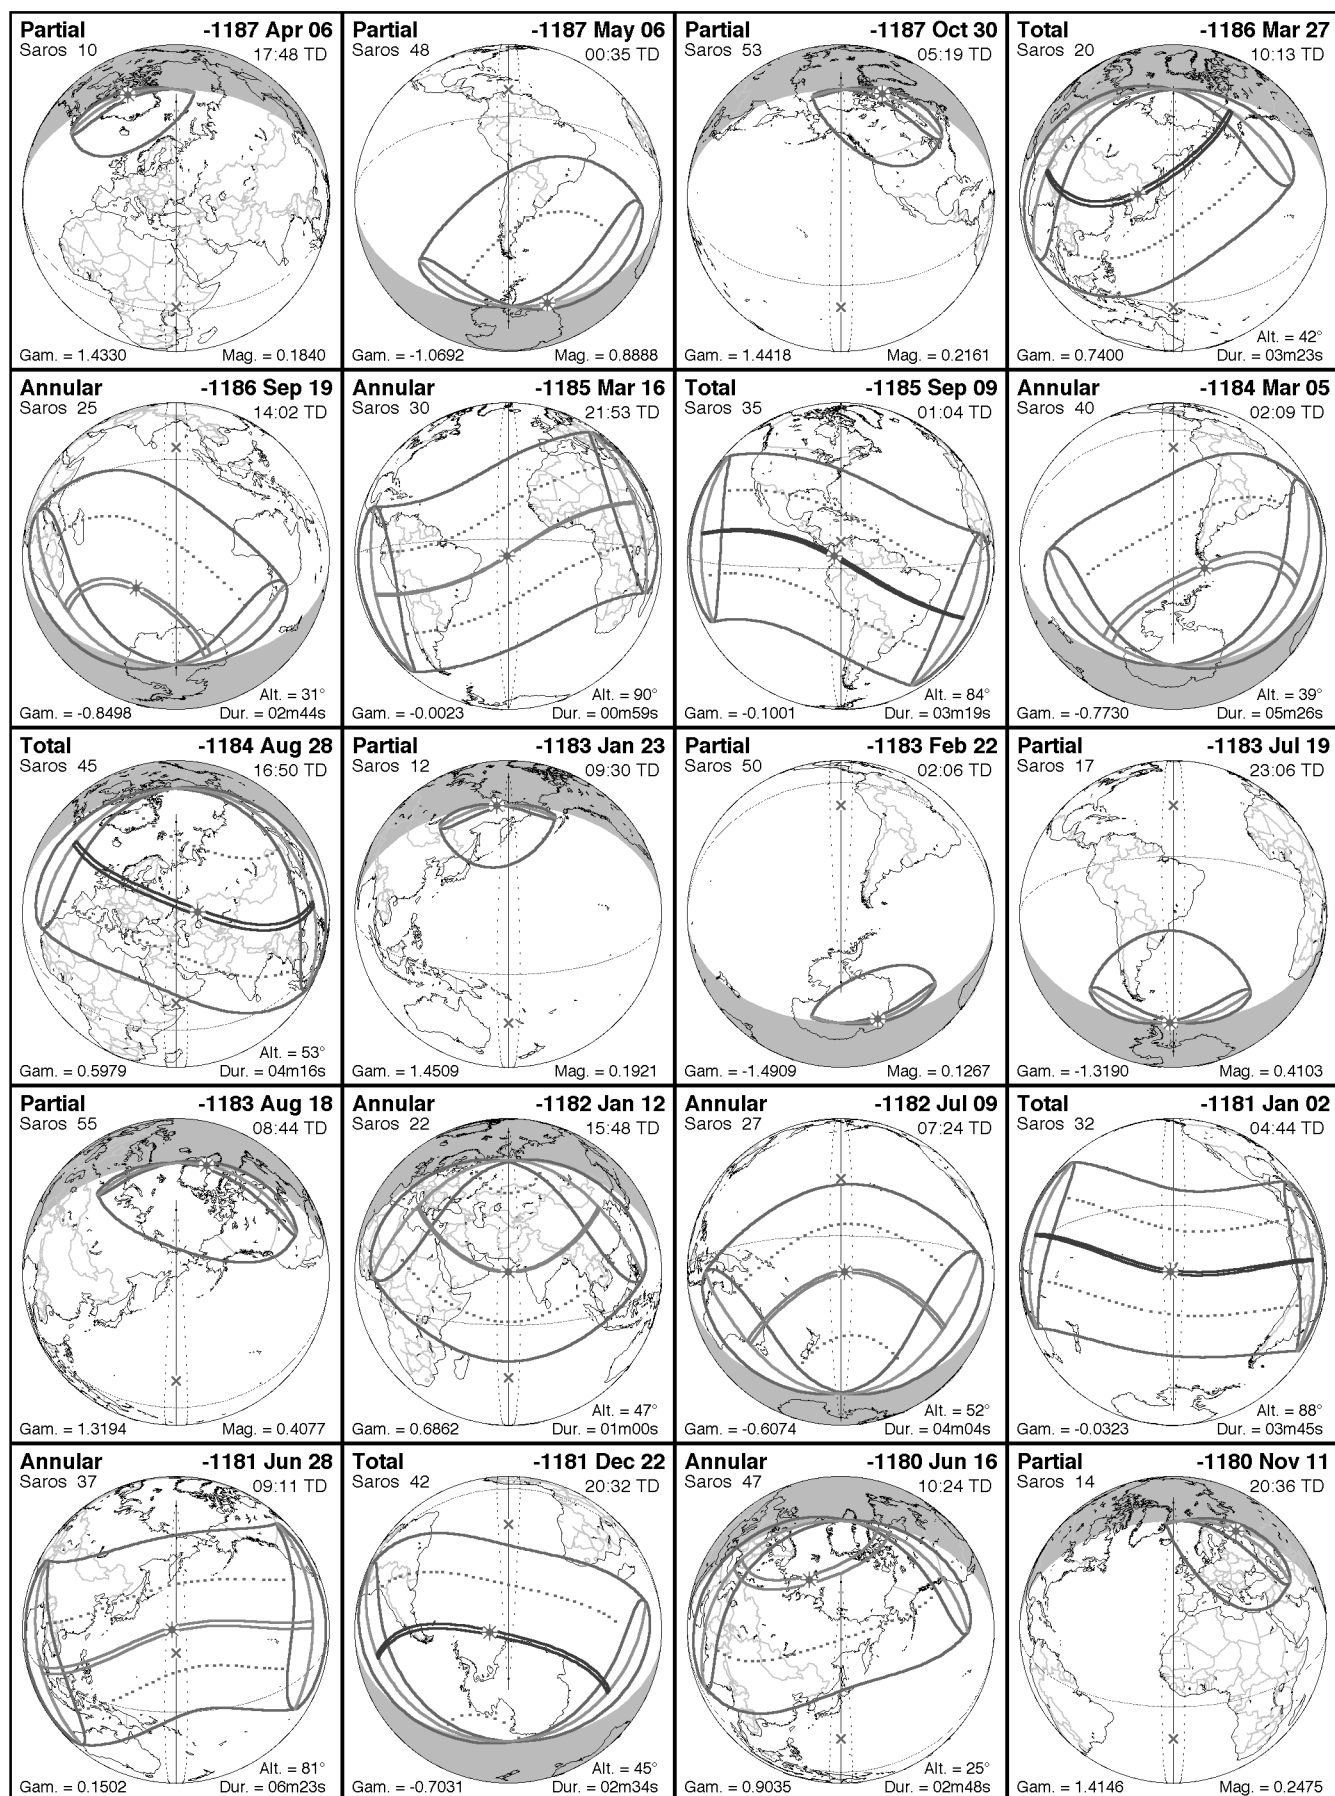 Partial -1187 Apr 06
Saros 10 17:48 TD
Gam. = 1.4330 Mag. = 0.1840
Partial -1187 May 06
Saros 48 00:35 TD
Gam. = -1.0692 Mag. = 0.8888
Partial -1187 Oct 30
Saros 53 05:19 TD
Gam. = 1.4418 Mag. = 0.2161
Total -1186 Mar 27
Saros 20 10:13 TD
Alt. = 42°
Gam. = 0.7400 Dur. = 03m23s
Annular -1186 Sep 19
Saros 25 14:02 TD
Alt. = 31°
Gam. = -0.8498 Dur. = 02m44s
Annular -1185 Mar 16
Saros 30 21:53 TD
Alt. = 90°
Gam. = -0.0023 Dur. = 00m59s
Total -1185 Sep 09
Saros 35 01:04 TD
Alt. = 84°
Gam. = -0.1001 Dur. = 03m19s
Annular -1184 Mar 05
Saros 40 02:09 TD
Alt. = 39°
Gam. = -0.7730 Dur. = 05m26s
Total -1184 Aug 28
Saros 45 16:50 TD
Alt. = 53°
Gam. = 0.5979 Dur. = 04m16s
Partial -1183 Jan 23
Saros 12 09:30 TD
Gam. = 1.4509 Mag. = 0.1921
Partial -1183 Feb 22
Saros 50 02:06 TD
Gam. = -1.4909 Mag. = 0.1267
Partial -1183 Jul 19
Saros 17 23:06 TD
Gam. = -1.3190 Mag. = 0.4103
Partial -1183 Aug 18
Saros 55 08:44 TD
Gam. = 1.3194 Mag. = 0.4077
Annular -1182 Jan 12
Saros 22 15:48 TD
Alt. = 47°
Gam. = 0.6862 Dur. = 01m00s
Annular -1182 Jul 09
Saros 27 07:24 TD
Alt. = 52°
Gam. = -0.6074 Dur. = 04m04s
Total -1181 Jan 02
Saros 32 04:44 TD
Alt. = 88°
Gam. = -0.0323 Dur. = 03m45s
Annular -1181 Jun 28
Saros 37 09:11 TD
Alt. = 81°
Gam. = 0.1502 Dur. = 06m23s
Total -1181 Dec 22
Saros 42 20:32 TD
Alt. = 45°
Gam. = -0.7031 Dur. = 02m34s
Annular -1180 Jun 16
Saros 47 10:24 TD
Alt. = 25°
Gam. = 0.9035 Dur. = 02m48s
Partial -1180 Nov 11
Saros 14 20:36 TD
Gam. = 1.4146 Mag. = 0.2475